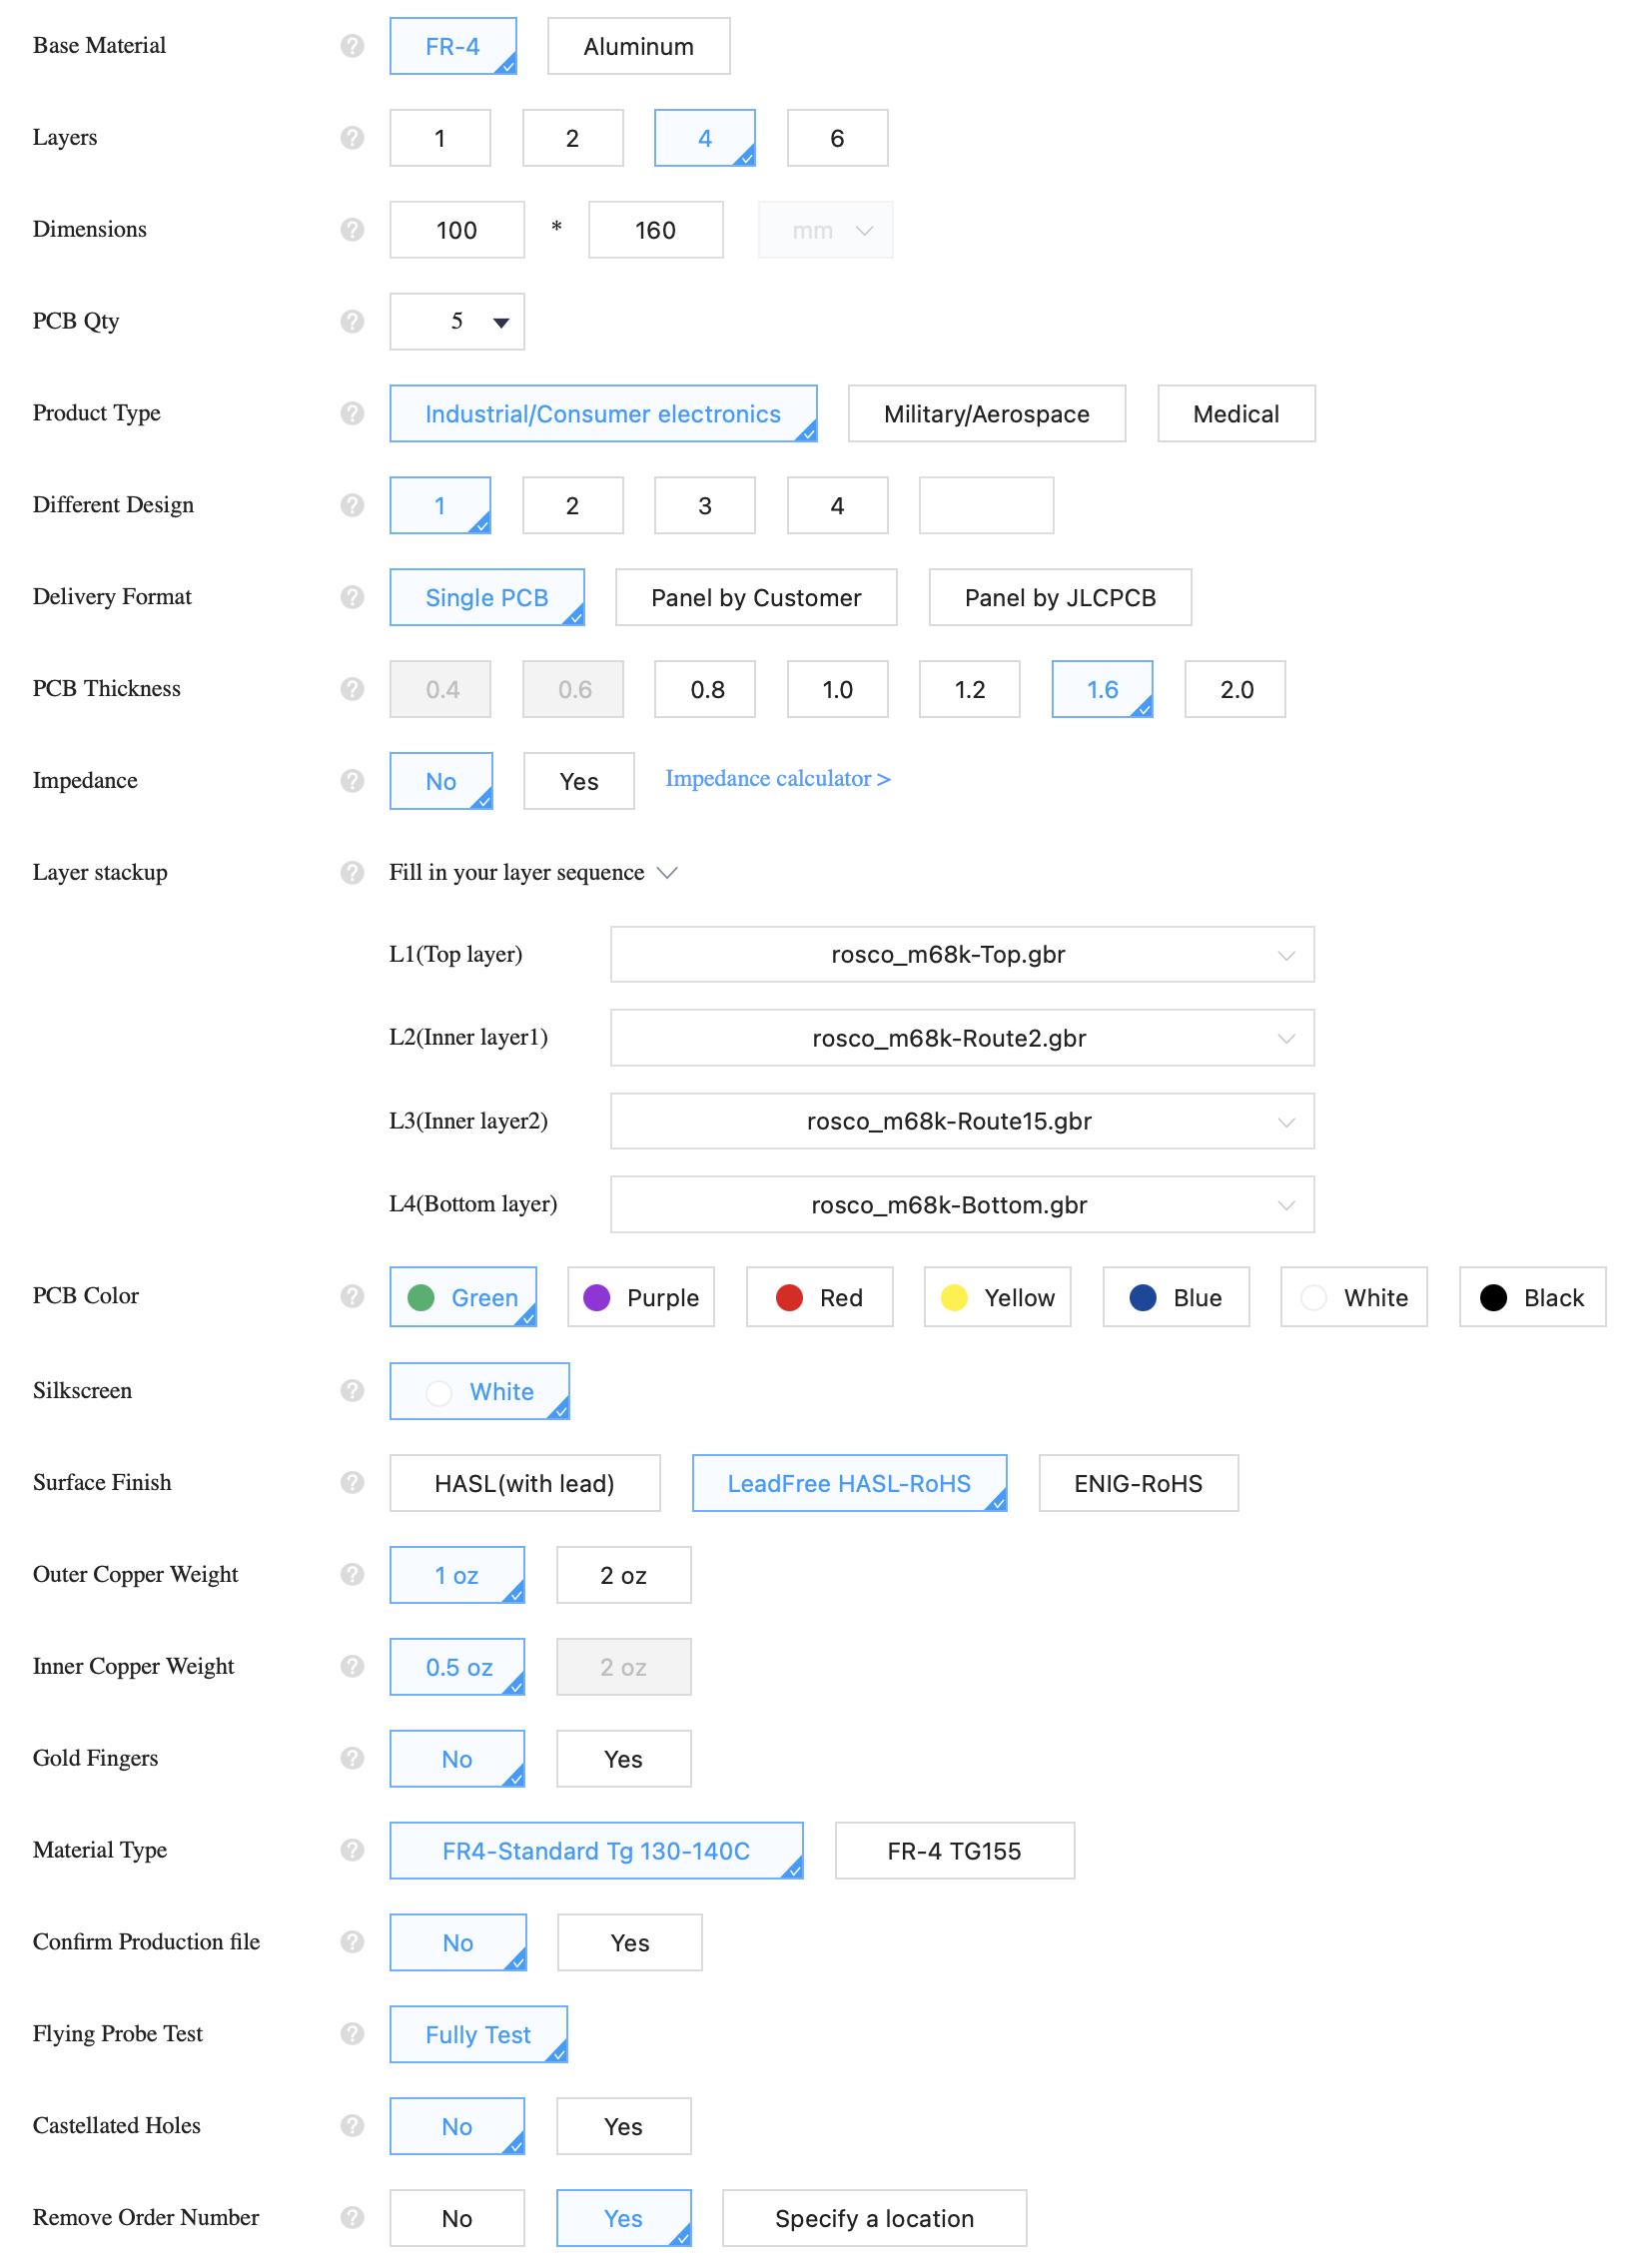 Base Material ? FR-4 Aluminum
Layers ? 1 2 4 6
Dimensions ? 100 * 160 mm
PCB Qty ? 5
Product Type ? Industrial/Consumer electronics Military/Aerospace Medical
Different Design ? 1 2 3 4
Delivery Format ? Single PCB Panel by Customer Panel by JLCPCB
PCB Thickness ? 0.4 0.6 0.8 1.0 1.2 1.6 2.0
Impedance ? No Yes Impedance calculator >
Layer stackup ? Fill in your layer sequence
L1(Top layer) rosco_m68k-Top.gbr
L2(Inner layer1) rosco_m68k-Route2.gbr
L3(Inner layer2) rosco_m68k-Route15.gbr
L4(Bottom layer) rosco_m68k-Bottom.gbr
PCB Color ? Green Purple Red Yellow Blue White Black
Silkscreen ? White
Surface Finish ? HASL(with lead) LeadFree HASL-RoHS ENIG-RoHS
Outer Copper Weight ? 1 oz 2 oz
Inner Copper Weight ? 0.5 oz 2 oz
Gold Fingers ? No Yes
Material Type ? FR4-Standard Tg 130-140C FR-4 TG155
Confirm Production file ? No Yes
Flying Probe Test ? Fully Test
Castellated Holes ? No Yes
Remove Order Number ? No Yes Specify a location